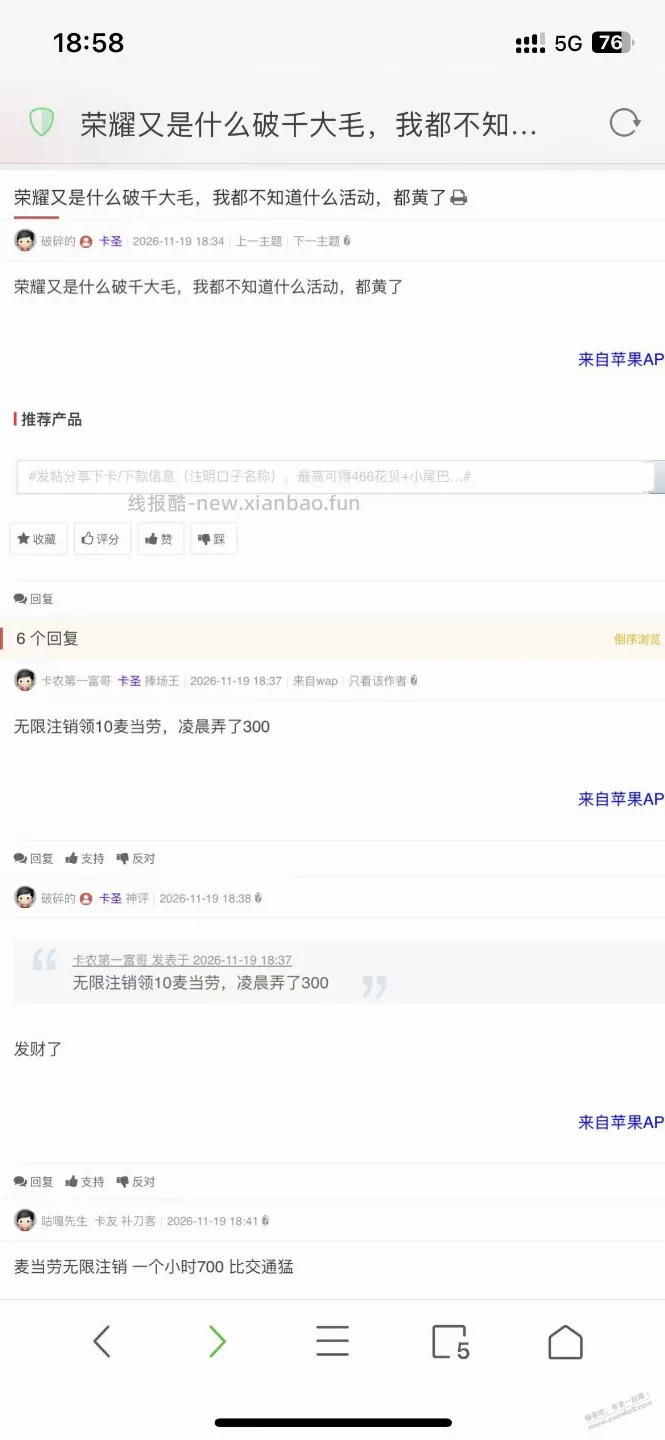 18:58
5G 76
荣耀又是什么破千大毛，我都不知...
荣耀又是什么破千大毛，我都不知道什么活动，都黄了
破碎的 卡圣 2026-11-19 18:34 上一主题 下一主题
荣耀又是什么破千大毛，我都不知道什么活动，都黄了
来自苹果AP
推荐产品
#发帖分享下卡/下款信息（注明口子名称），最高可得466花贝+小尾巴...#
线报酷-new.xianbao.fun
收藏 评分 赞 踩
回复
6 个回复 倒序浏览
卡农第一富哥 卡圣 捧场王 2026-11-19 18:37 来自wap 只看该作者
无限注销领10麦当劳，凌晨弄了300
来自苹果AP
回复 支持 反对
破碎的 卡圣 神评 2026-11-19 18:38
卡农第一富哥 发表于 2026-11-19 18:37
无限注销领10麦当劳，凌晨弄了300
发财了
来自苹果AP
回复 支持 反对
咕嘎先生 卡友 补刀客 2026-11-19 18:41
麦当劳无限注销 一个小时700 比交通猛
5
www.zuanke8.com